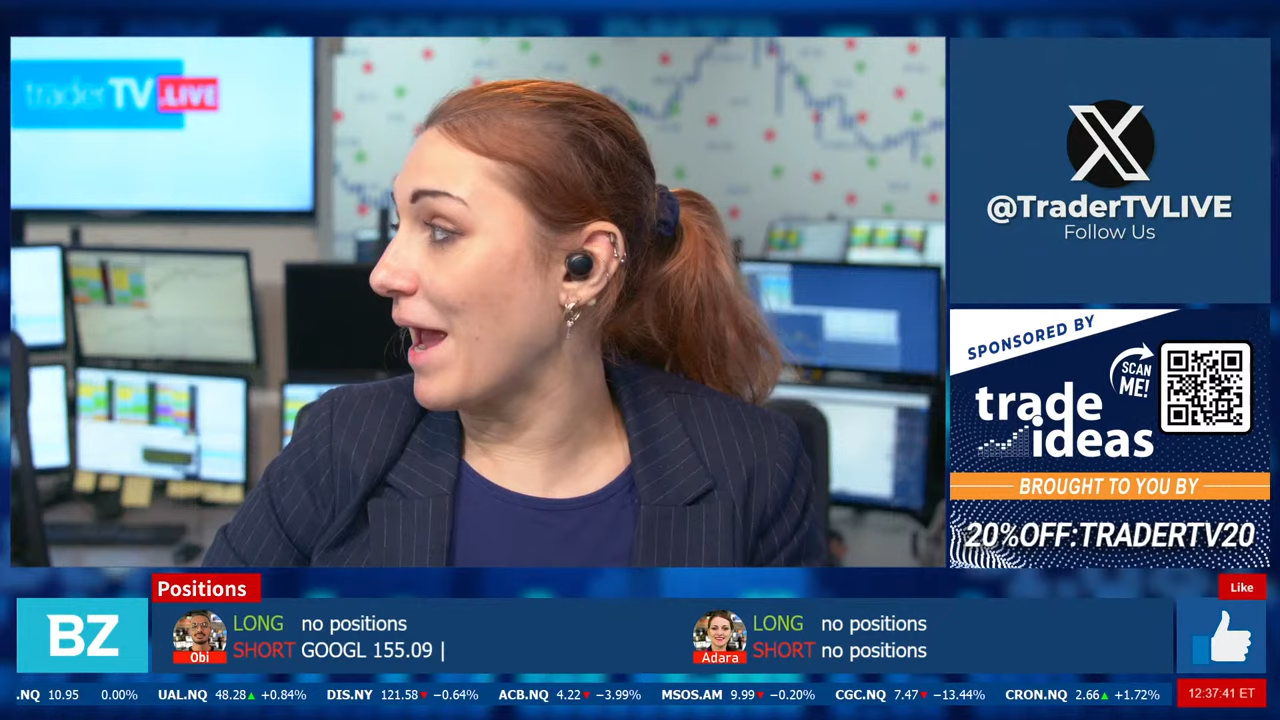 traderTV.LIVE
@TraderTVLIVE
Follow Us
SPONSORED BY
SCAN
ME!
trade
ideas
BROUGHT TO YOU BY
20%OFF:TRADERTV20
Positions
Like
BZ
LONG no positions
SHORT GOOGL 155.09 |
Obi
LONG no positions
SHORT no positions
Adara
.NQ 10.95 0.00% UAL.NQ 48.28▲ +0.84% DIS.NY 121.58▼ −0.64% ACB.NQ 4.22▼ −3.99% MSOS.AM 9.99▼ −0.20% CGC.NQ 7.47▼ −13.44% CRON.NQ 2.66▲ +1.72%
12:37:41 ET